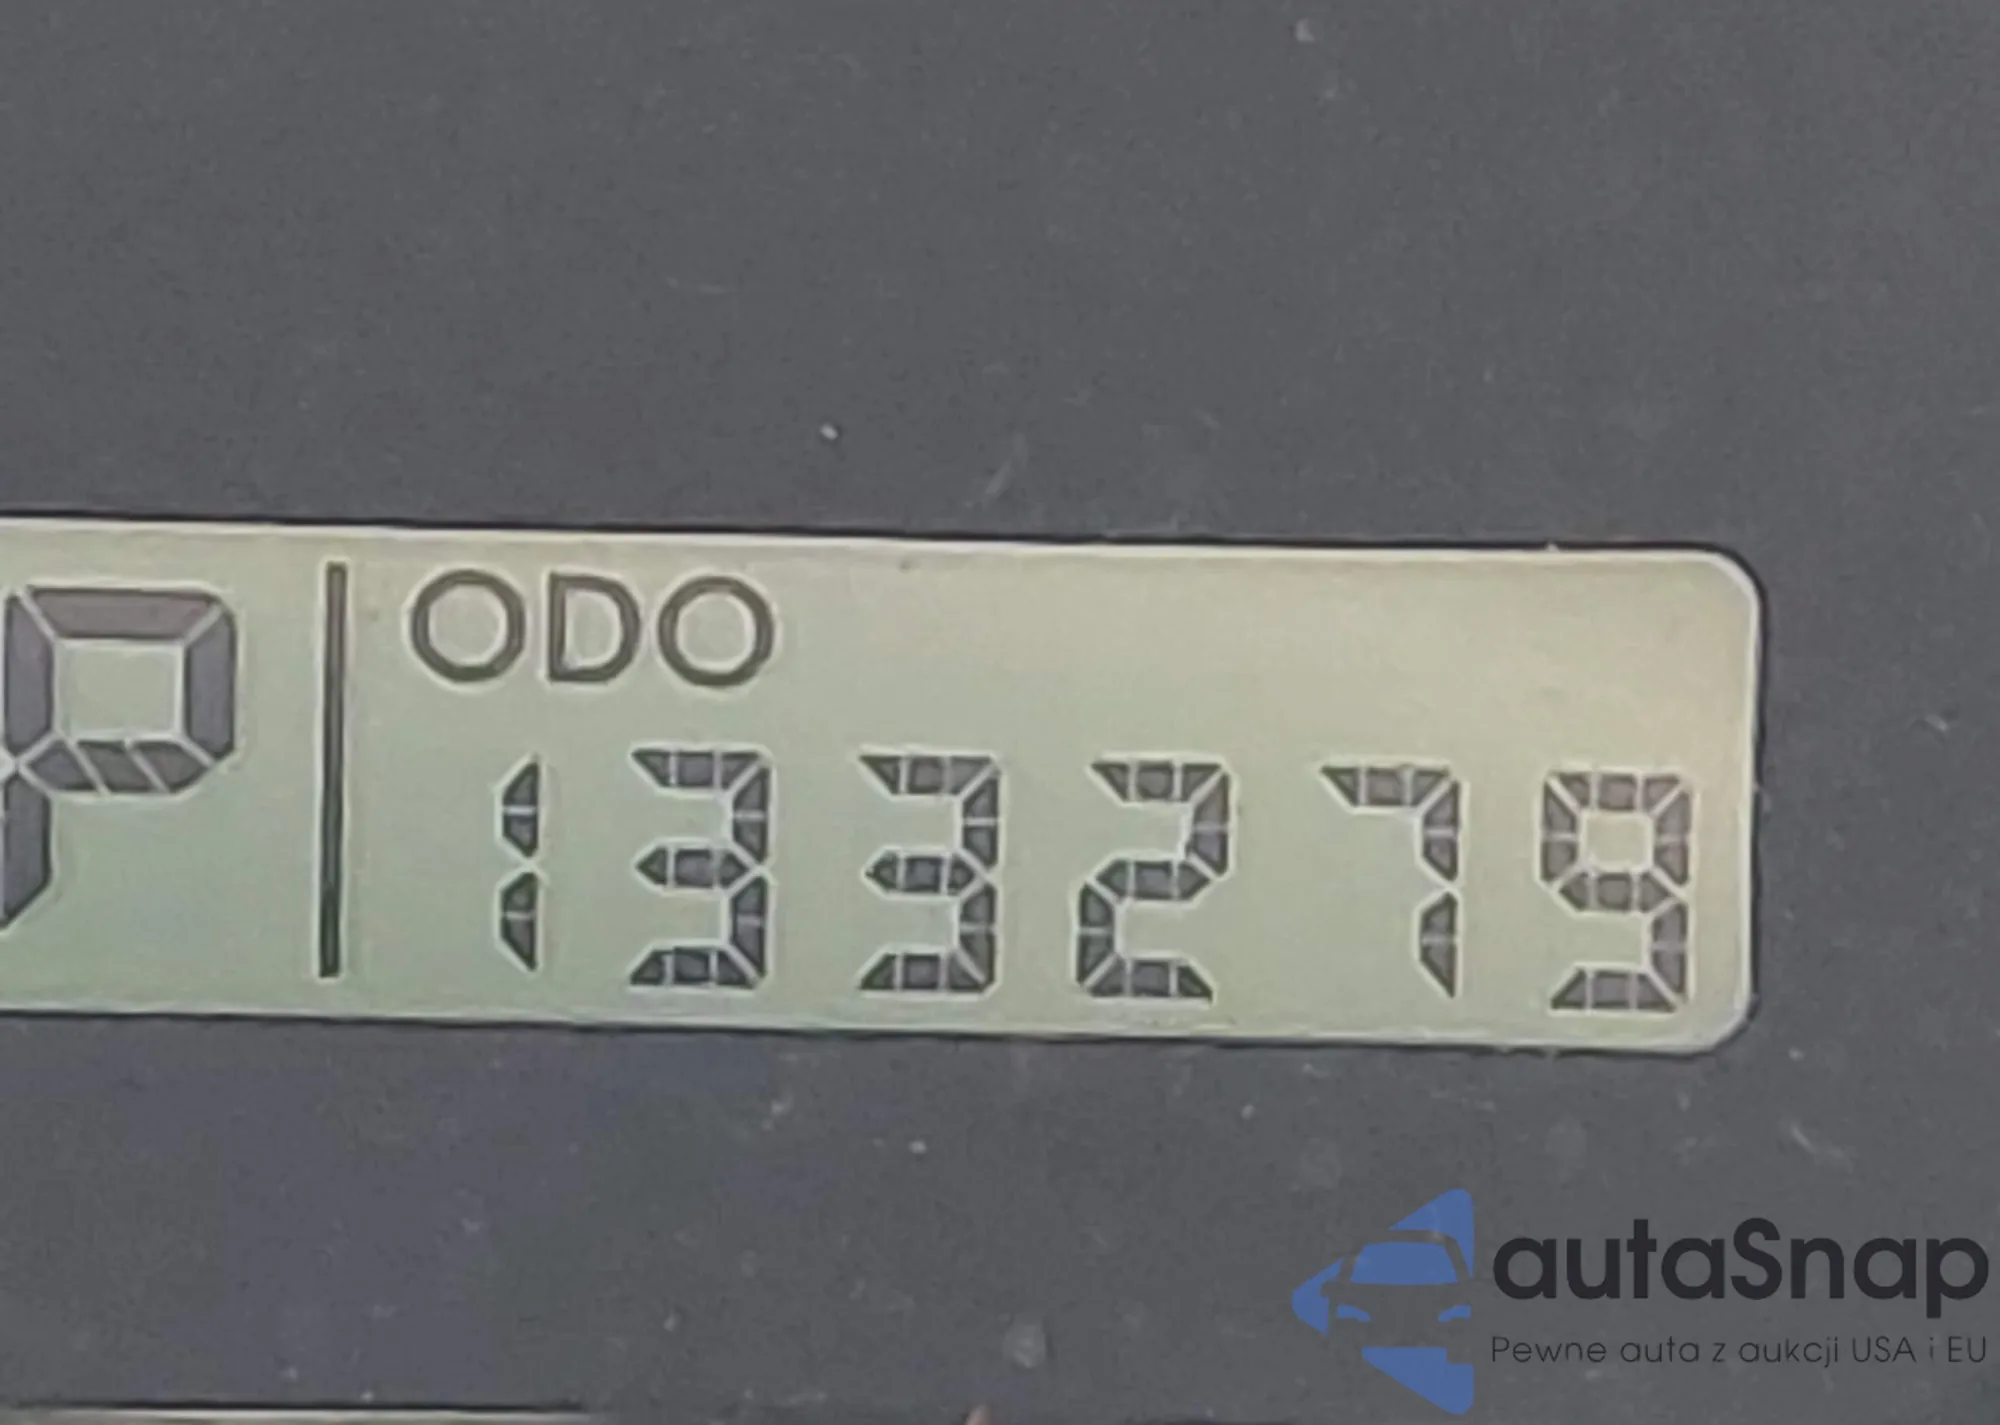 P
ODO
133279
autaSnap
Pewne auta z aukcji USA i EU